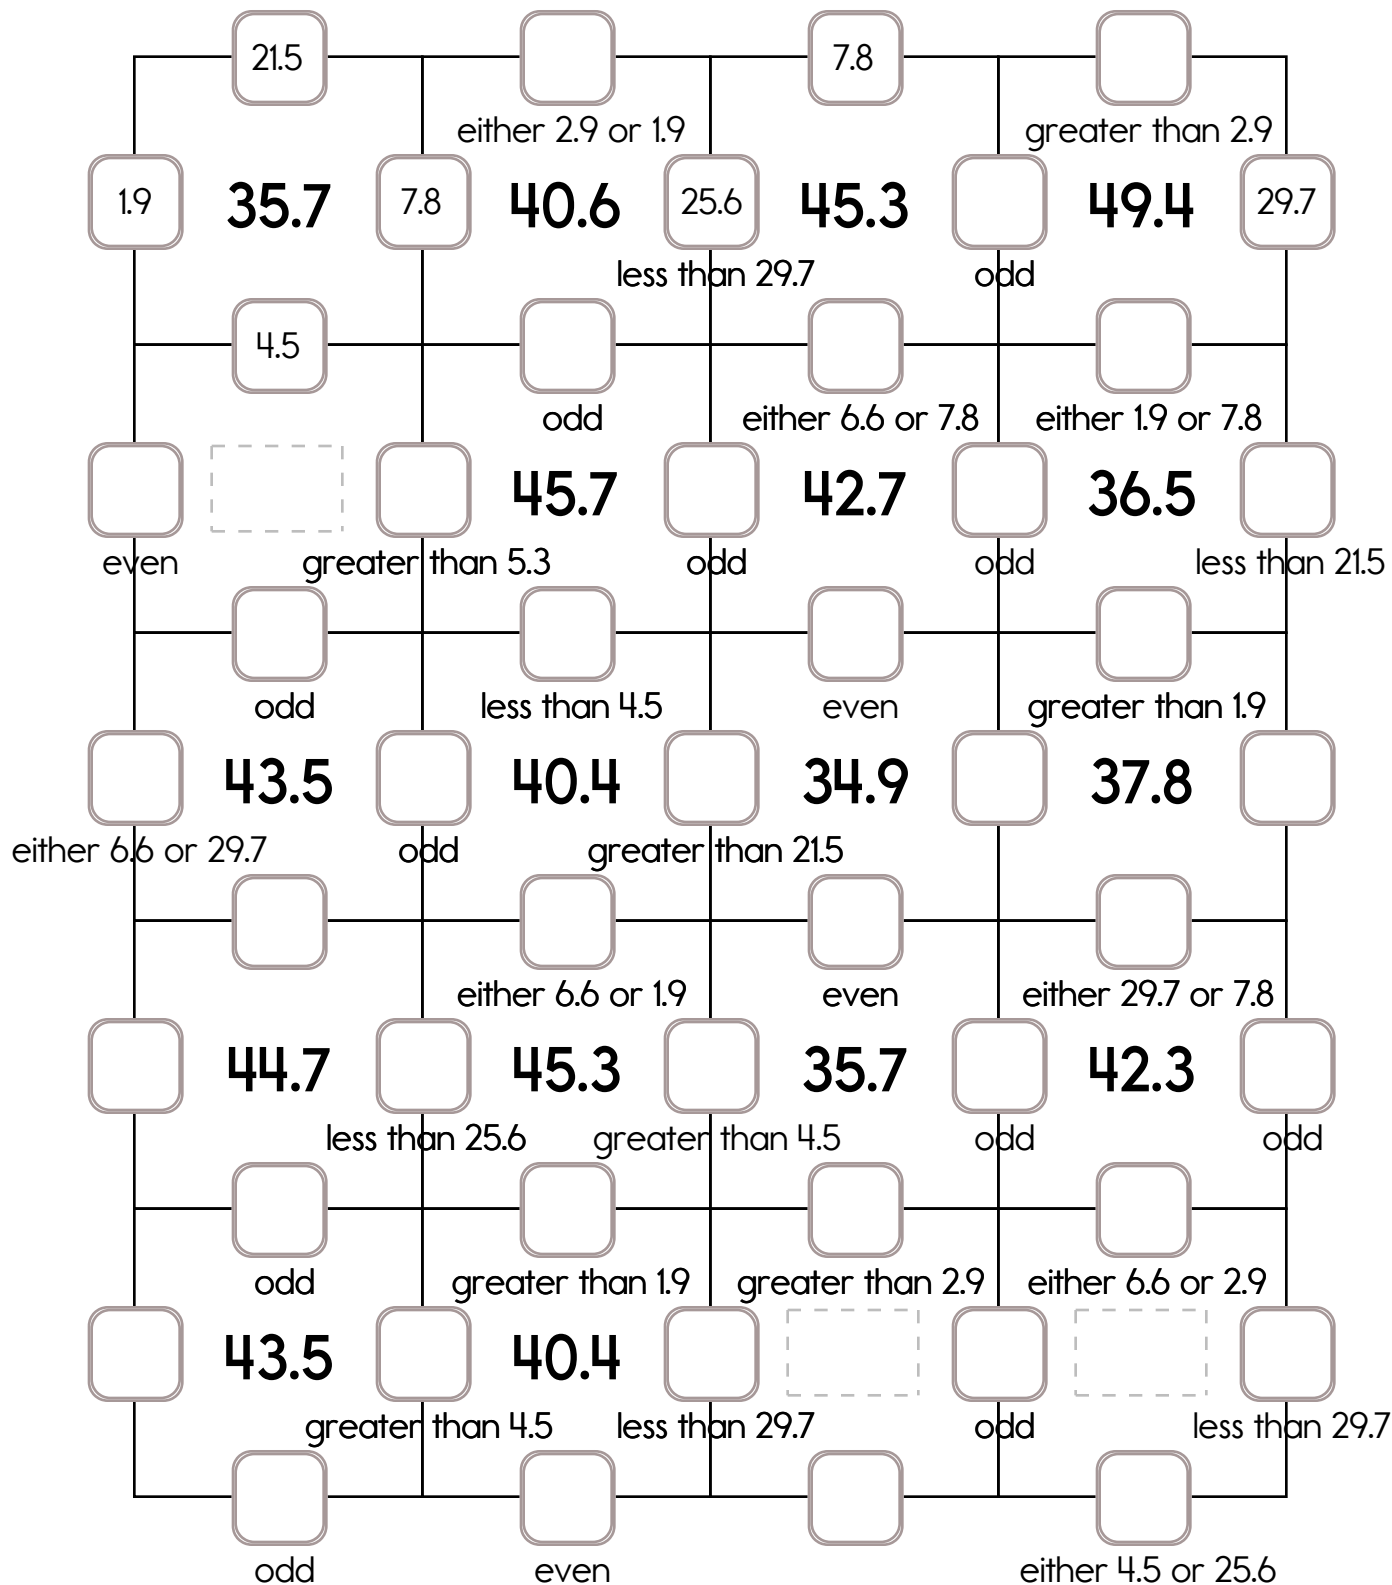 21.5 7.8
either 2.9 or 1.9 greater than 2.9
1.9 35.7 7.8 40.6 25.6 45.3 49.4 29.7
less than 29.7 odd
4.5
odd either 6.6 or 7.8 either 1.9 or 7.8
45.7 42.7 36.5
even greater than 5.3 odd odd less than 21.5
odd less than 4.5 even greater than 1.9
43.5 40.4 34.9 37.8
either 6.6 or 29.7 odd greater than 21.5
either 6.6 or 1.9 even either 29.7 or 7.8
44.7 45.3 35.7 42.3
less than 25.6 greater than 4.5 odd odd
odd greater than 1.9 greater than 2.9 either 6.6 or 2.9
43.5 40.4
greater than 4.5 less than 29.7 odd less than 29.7
odd even either 4.5 or 25.6